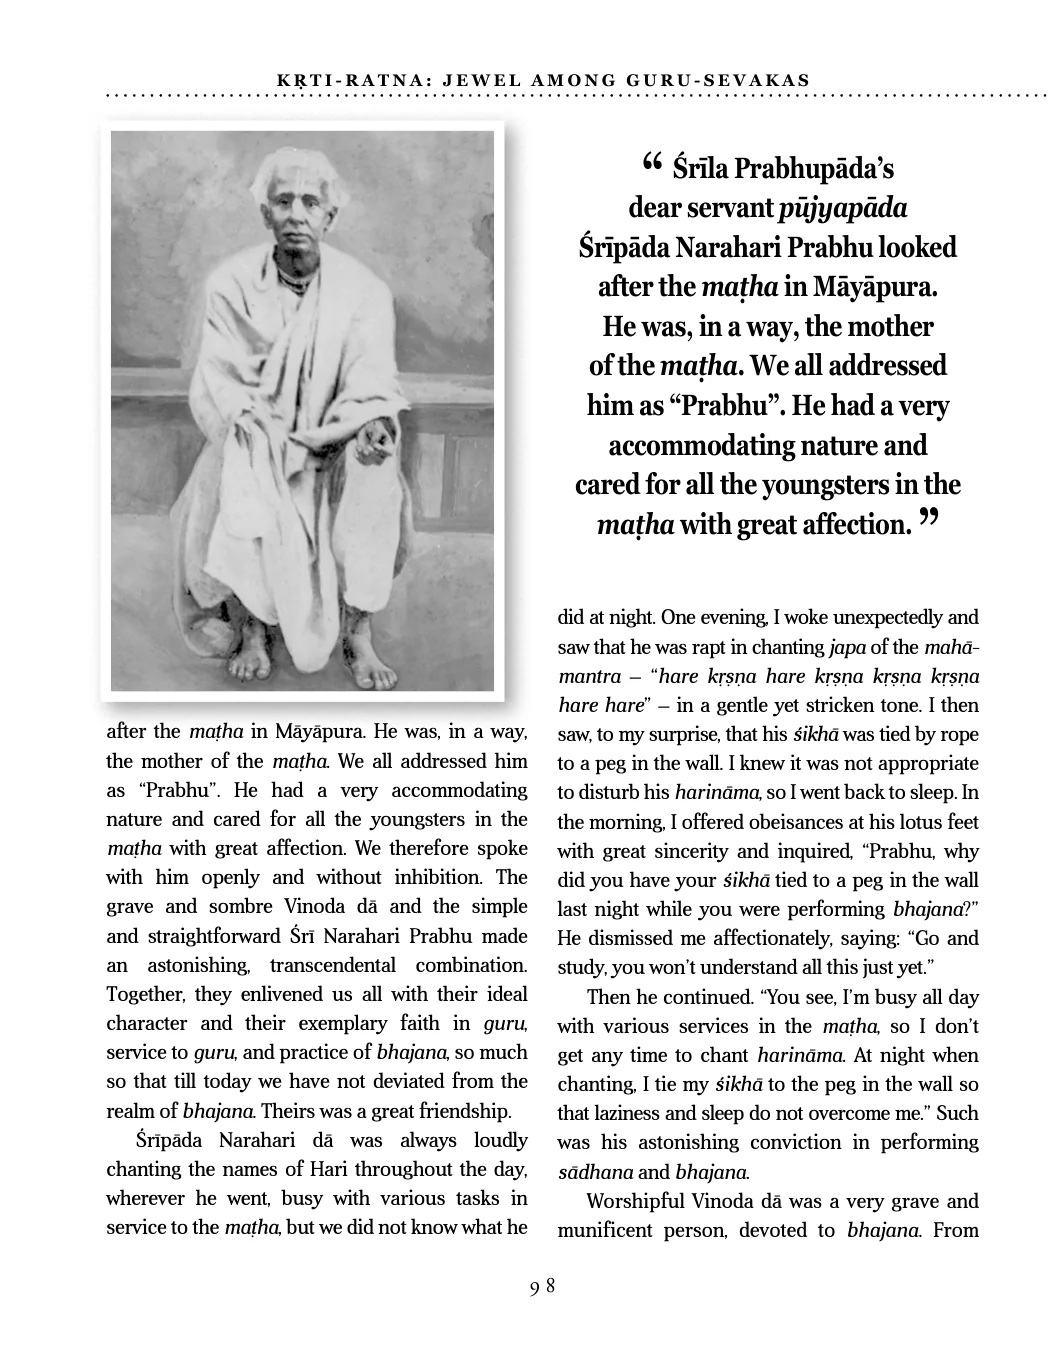 KṚTI-RATNA: JEWEL AMONG GURU-SEVAKAS
“ Śrīla Prabhupāda’s
dear servant pūjyapāda
Śrīpāda Narahari Prabhu looked
after the maṭha in Māyāpura.
He was, in a way, the mother
of the maṭha. We all addressed
him as “Prabhu”. He had a very
accommodating nature and
cared for all the youngsters in the
maṭha with great affection. ”
after the maṭha in Māyāpura. He was, in a way,
the mother of the maṭha. We all addressed him
as “Prabhu”. He had a very accommodating
nature and cared for all the youngsters in the
maṭha with great affection. We therefore spoke
with him openly and without inhibition. The
grave and sombre Vinoda dā and the simple
and straightforward Śrī Narahari Prabhu made
an astonishing, transcendental combination.
Together, they enlivened us all with their ideal
character and their exemplary faith in guru,
service to guru, and practice of bhajana, so much
so that till today we have not deviated from the
realm of bhajana. Theirs was a great friendship.
Śrīpāda Narahari dā was always loudly
chanting the names of Hari throughout the day,
wherever he went, busy with various tasks in
service to the maṭha, but we did not know what he
did at night. One evening, I woke unexpectedly and
saw that he was rapt in chanting japa of the mahā-
mantra – “hare kṛṣṇa hare kṛṣṇa kṛṣṇa kṛṣṇa
hare hare” – in a gentle yet stricken tone. I then
saw, to my surprise, that his śikhā was tied by rope
to a peg in the wall. I knew it was not appropriate
to disturb his harināma, so I went back to sleep. In
the morning, I offered obeisances at his lotus feet
with great sincerity and inquired, “Prabhu, why
did you have your śikhā tied to a peg in the wall
last night while you were performing bhajana?”
He dismissed me affectionately, saying: “Go and
study, you won’t understand all this just yet.”
Then he continued. “You see, I’m busy all day
with various services in the maṭha, so I don’t
get any time to chant harināma. At night when
chanting, I tie my śikhā to the peg in the wall so
that laziness and sleep do not overcome me.” Such
was his astonishing conviction in performing
sādhana and bhajana.
Worshipful Vinoda dā was a very grave and
munificent person, devoted to bhajana. From
98